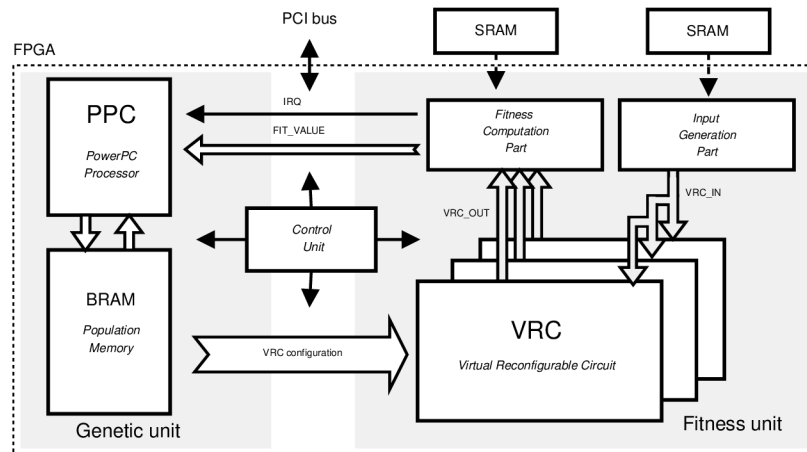 PCI bus
SRAM
SRAM
FPGA
PPC
PowerPC
Processor
IRQ
FIT_VALUE
Fitness
Computation
Part
Input
Generation
Part
VRC_OUT
VRC_IN
Control
Unit
BRAM
Population
Memory
VRC configuration
VRC
Virtual Reconfigurable Circuit
Genetic unit
Fitness unit